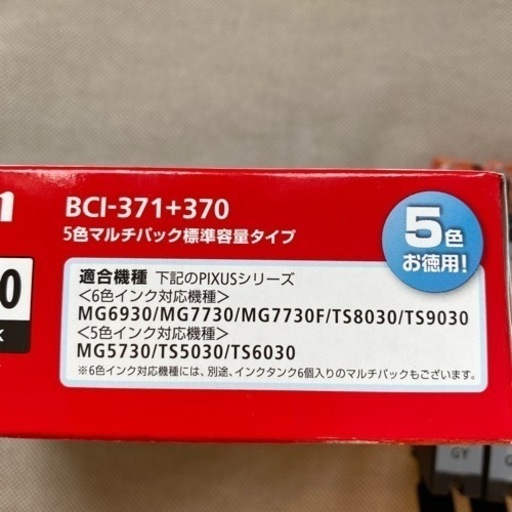 BCI-371+370
5色マルチパック標準容量タイプ
5色
お徳用!
適合機種 下記のPIXUSシリーズ
<6色インク対応機種>
MG6930/MG7730/MG7730F/TS8030/TS9030
<5色インク対応機種>
MG5730/TS5030/TS6030
※6色インク対応機種には、別途、インクタンク6個入りのマルチパックもございます。
0
K
GY